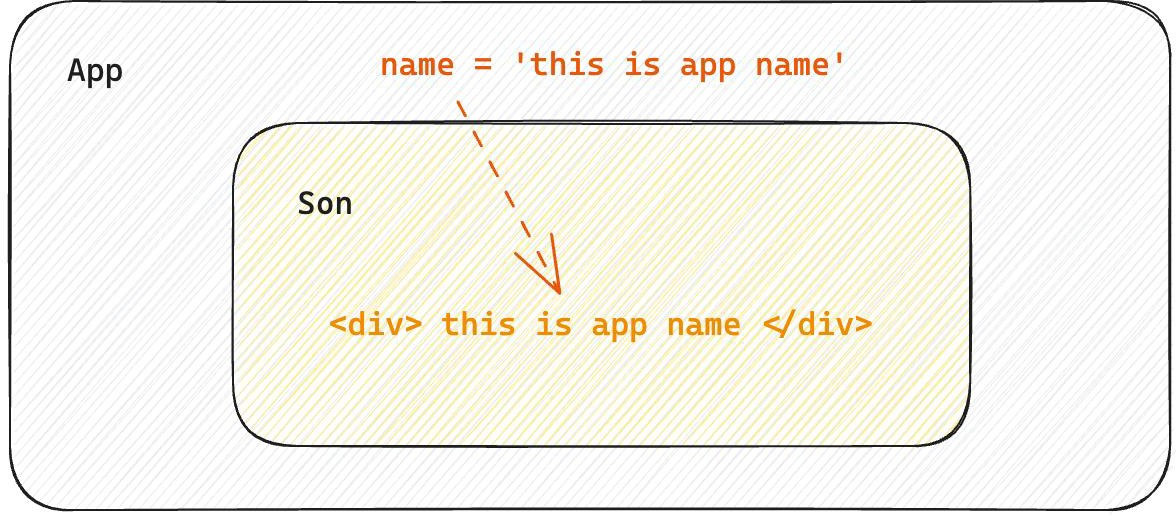 App
name = 'this is app name'
Son
<div> this is app name </div>